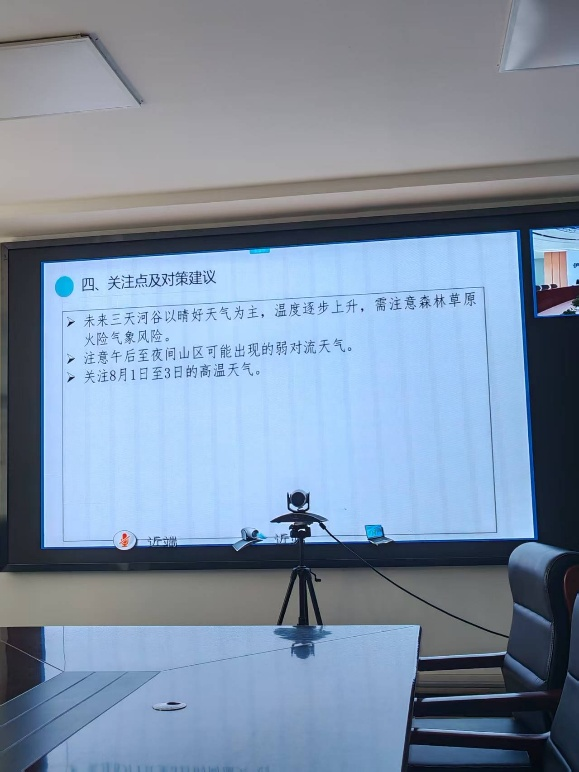 四、关注点及对策建议
➤ 未来三天河谷以晴好天气为主，温度逐步上升，需注意森林草原
火险气象风险。
➤ 注意午后至夜间山区可能出现的弱对流天气。
➤ 关注8月1日至3日的高温天气。
近端
近